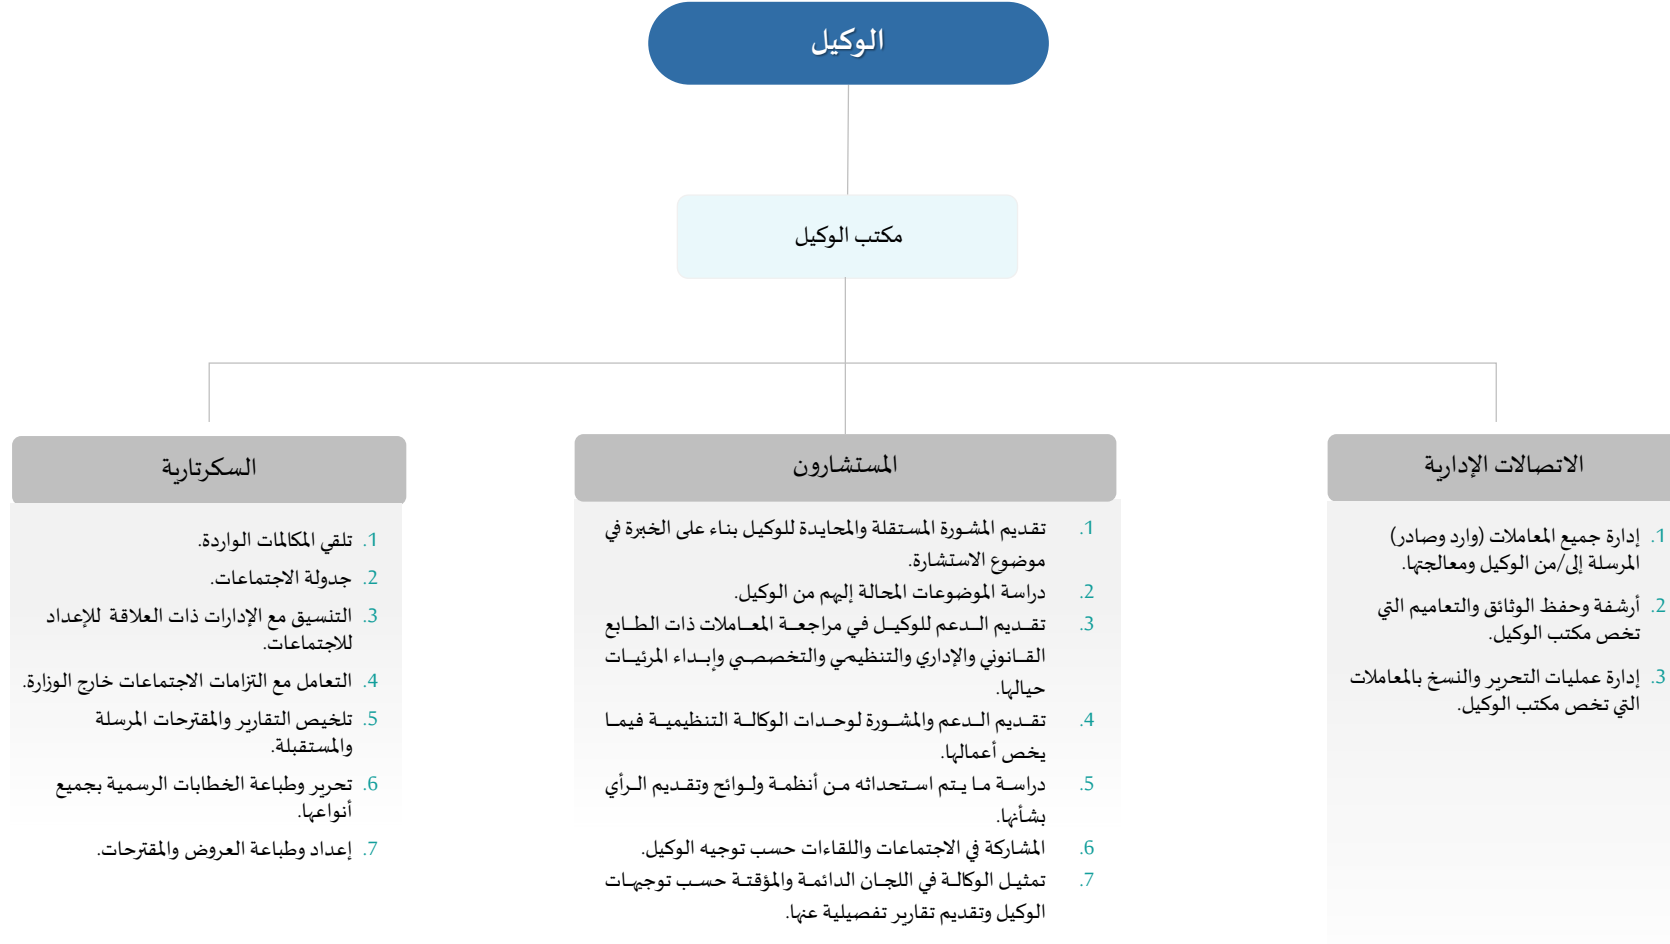 الوكيل
مكتب الوكيل
الاتصالات الإدارية
1. إدارة جميع المعاملات (وارد وصادر)
المرسلة إلى/من الوكيل ومعالجتها.
2. أرشفة وحفظ الوثائق والتعاميم التي
تخص مكتب الوكيل.
3. إدارة عمليات التحرير والنسخ بالمعاملات
التي تخص مكتب الوكيل.
المستشارون
1. تقديم المشورة المستقلة والمحايدة للوكيل بناء على الخبرة في
موضوع الاستشارة.
2. دراسة الموضوعات المحالة إليهم من الوكيل.
3. تقديم الدعم للوكيل في مراجعة المعاملات ذات الطابع
القانوني والإداري والتنظيمي والتخصصي وإبداء المرئيات
حيالها.
4. تقديم الدعم والمشورة لوحدات الوكالة التنظيمية فيما
يخص أعمالها.
5. دراسة ما يتم استحداثه من أنظمة ولوائح وتقديم الرأي
بشأنها.
6. المشاركة في الاجتماعات واللقاءات حسب توجيه الوكيل.
7. تمثيل الوكالة في اللجان الدائمة والمؤقتة حسب توجيهات
الوكيل وتقديم تقارير تفصيلية عنها.
السكرتارية
1. تلقي المكالمات الواردة.
2. جدولة الاجتماعات.
3. التنسيق مع الإدارات ذات العلاقة للإعداد
للاجتماعات.
4. التعامل مع التزامات الاجتماعات خارج الوزارة.
5. تلخيص التقارير والمقترحات المرسلة
والمستقبلة.
6. تحرير وطباعة الخطابات الرسمية بجميع
أنواعها.
7. إعداد وطباعة العروض والمقترحات.